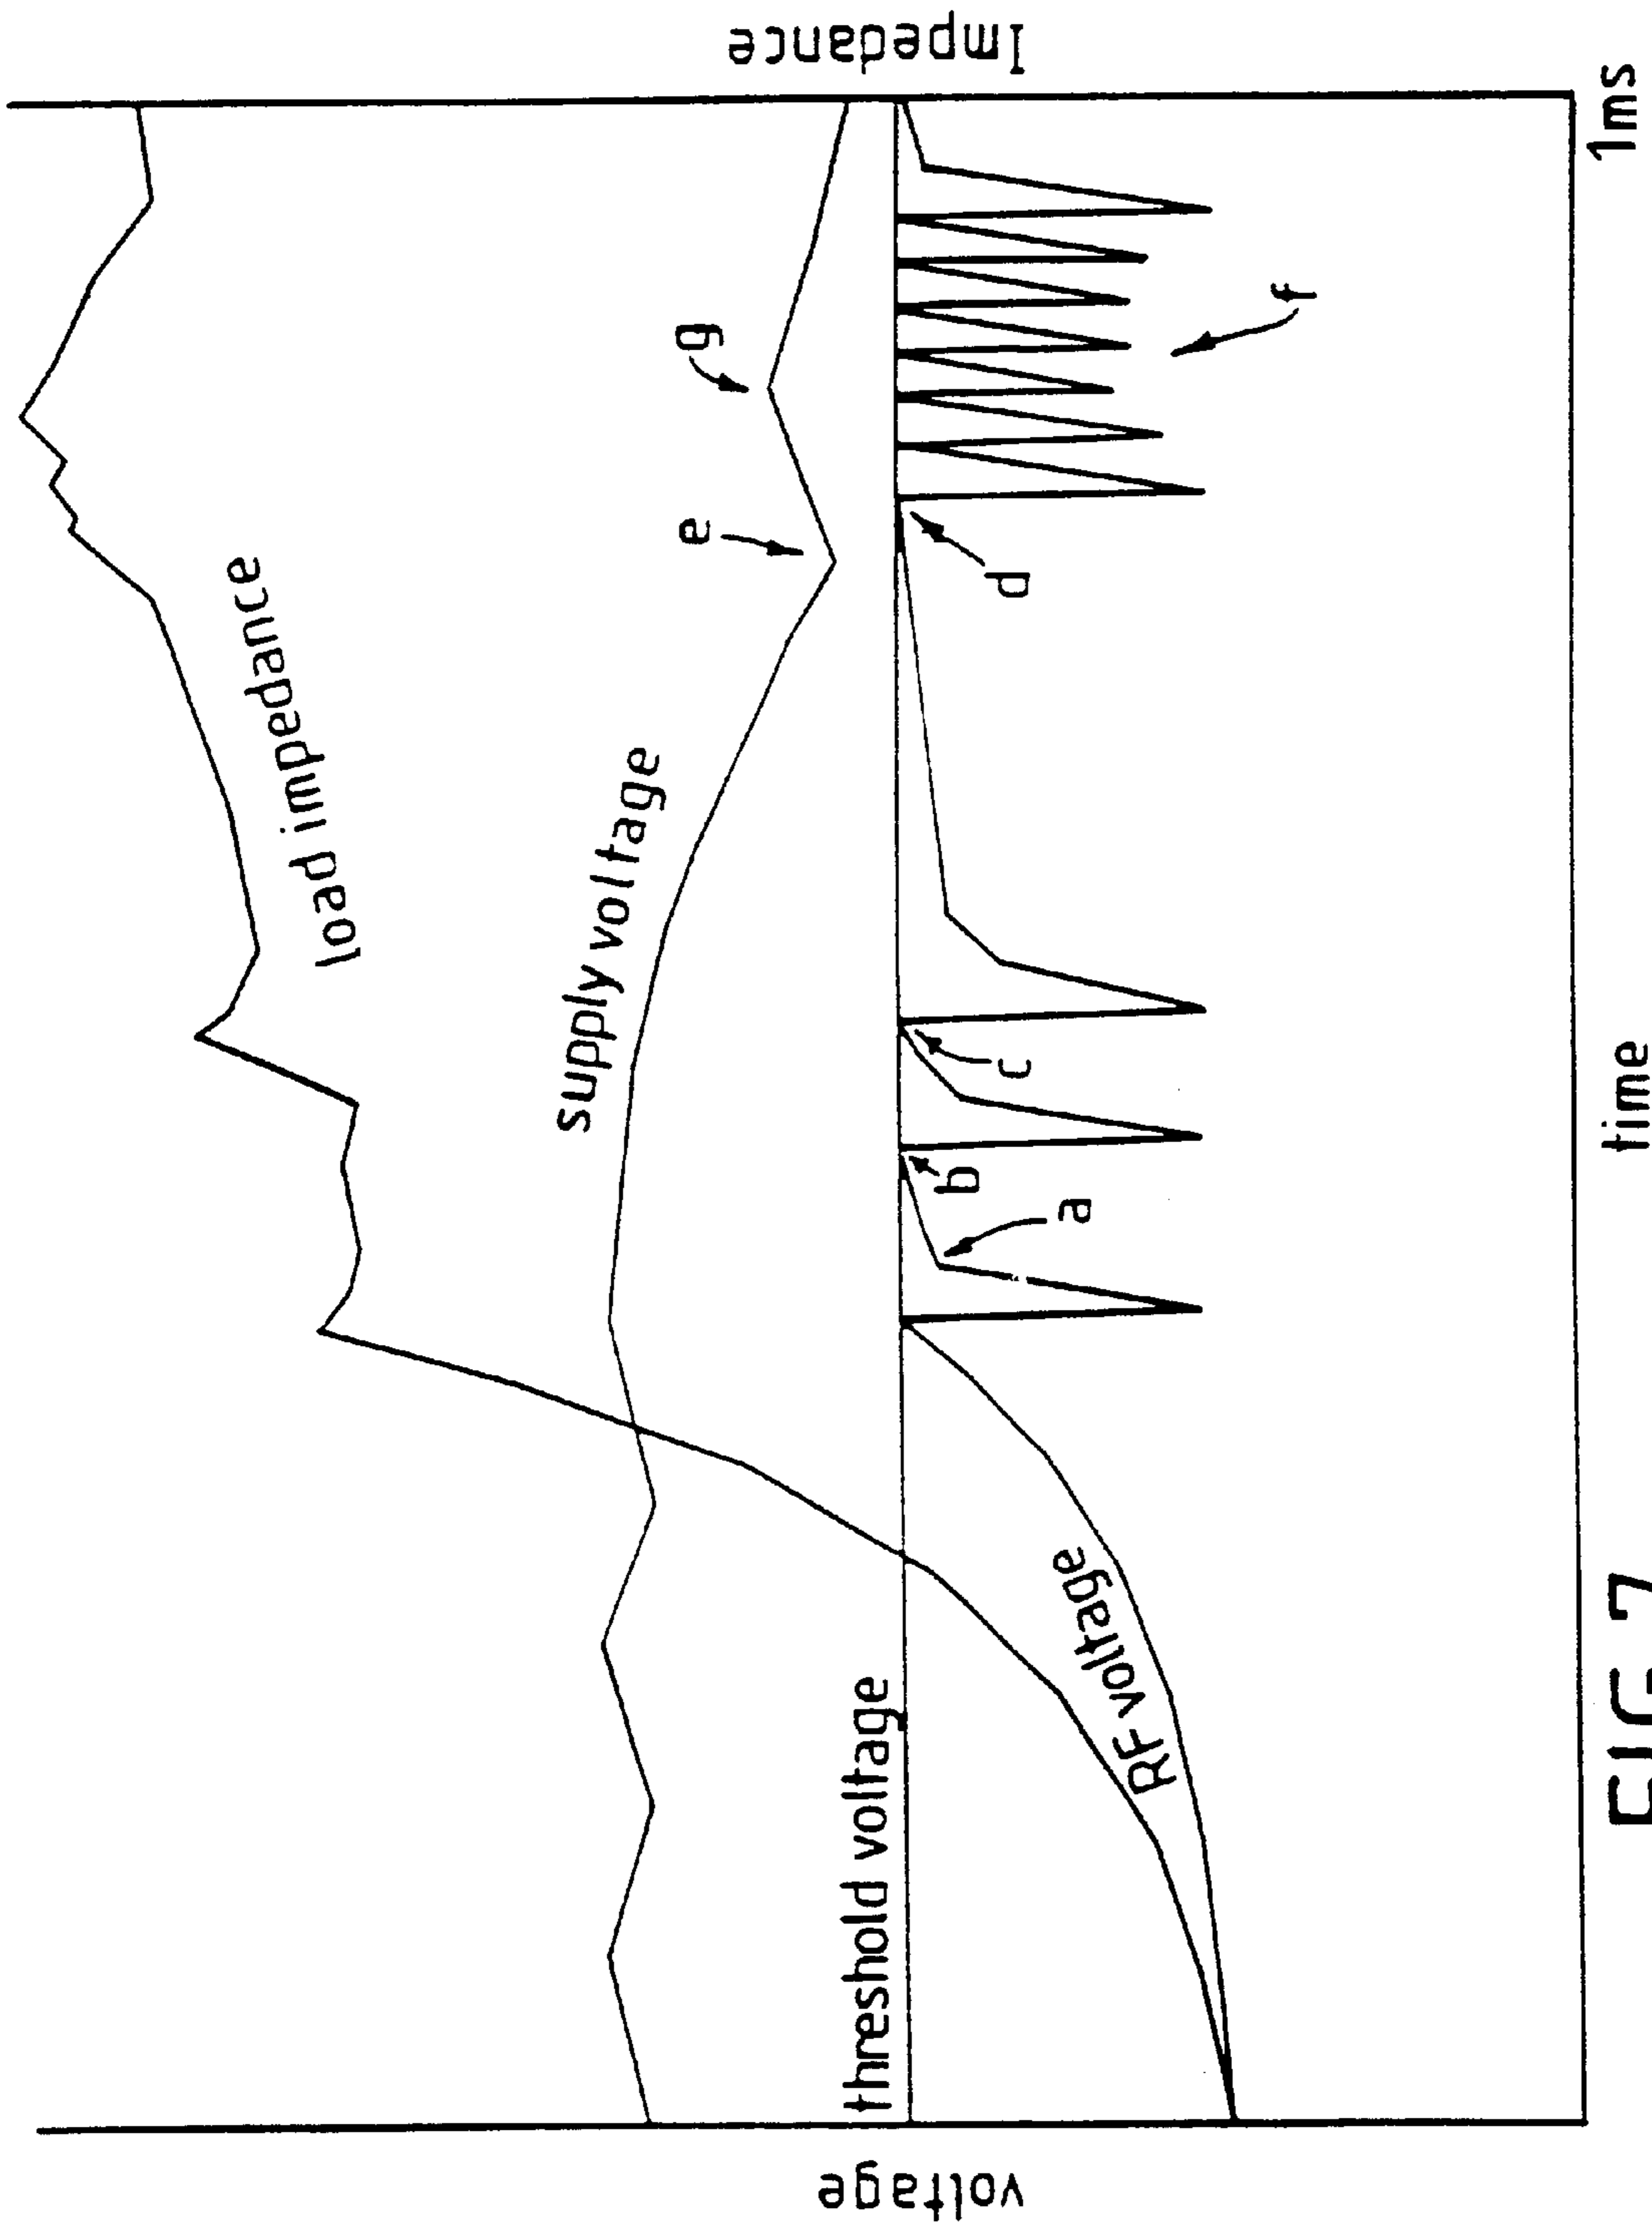 load impedance
supply voltage
g
e
threshold voltage
RF voltage
a
b
c
d
f
voltage
Impedance
time
1ms
FIG. 7